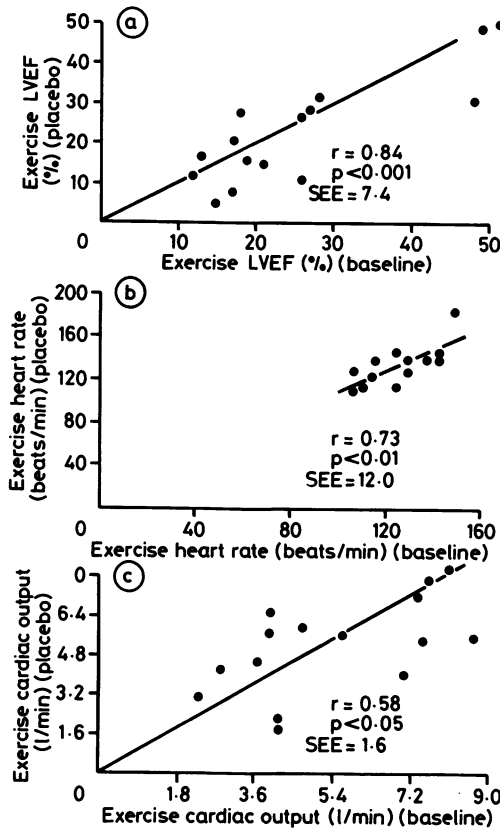 a
50
40
30
20
10
0
Exercise LVEF
(%) (placebo)
r = 0·84
p<0·001
SEE = 7·4
10 20 30 40 50
Exercise LVEF (%) (baseline)
b
200
160
120
80
40
0
Exercise heart rate
(beats/min) (placebo)
r = 0·73
p<0·01
SEE = 12·0
40 80 120 160
Exercise heart rate (beats/min) (baseline)
c
0
6·4
4·8
3·2
1·6
0
Exercise cardiac output
(l/min) (placebo)
r = 0·58
p<0·05
SEE = 1·6
1·8 3·6 5·4 7·2 9·0
Exercise cardiac output (l/min) (baseline)